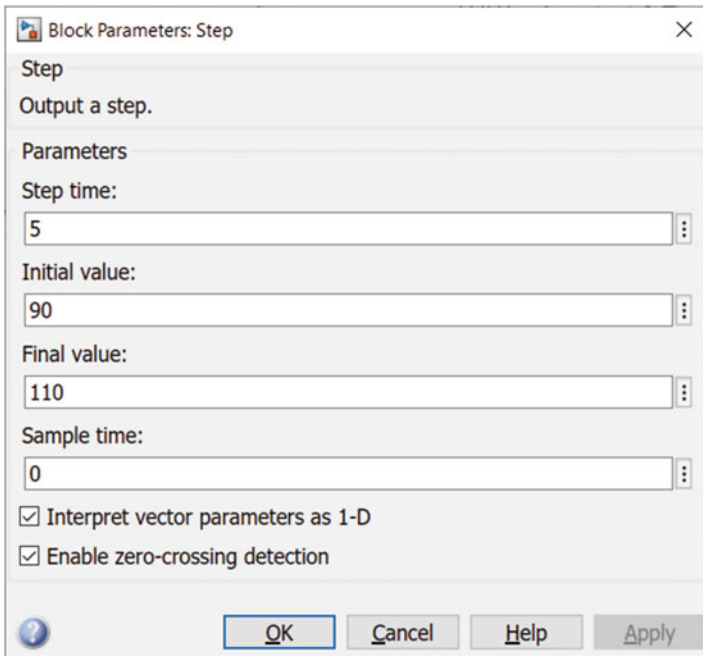 Block Parameters: Step
Step
Output a step.
Parameters
Step time:
5
Initial value:
90
Final value:
110
Sample time:
0
Interpret vector parameters as 1-D
Enable zero-crossing detection
OK Cancel Help Apply